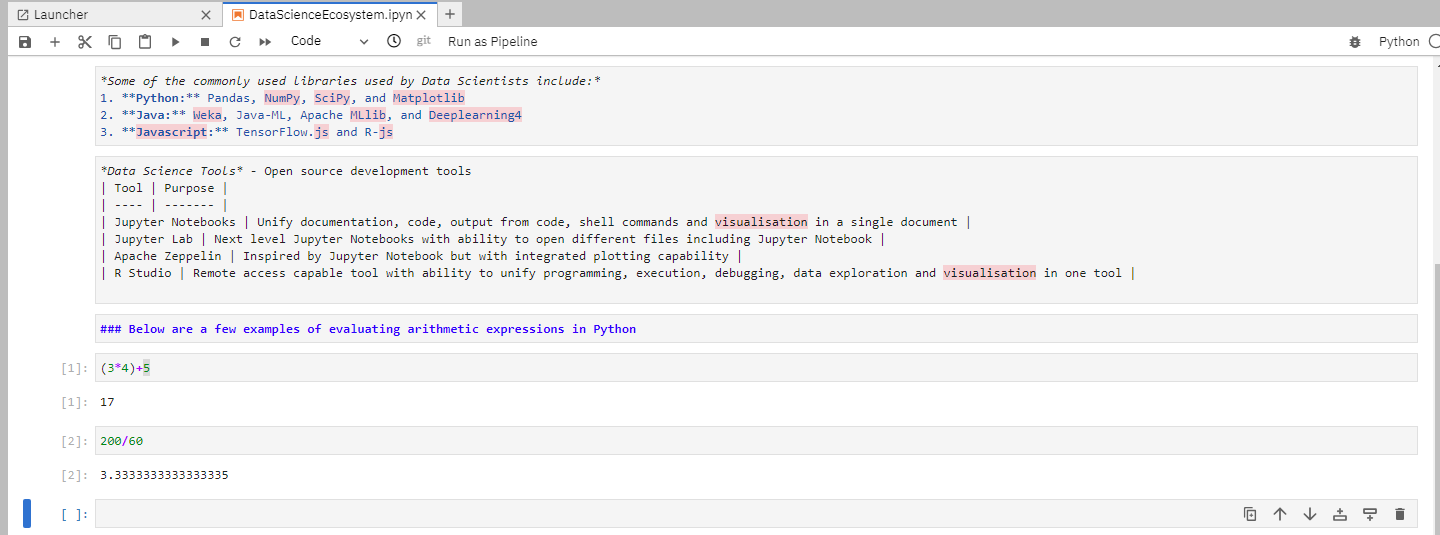 Launcher
DataScienceEcosystem.ipyn
Code
git
Run as Pipeline
Python
*Some of the commonly used libraries used by Data Scientists include:*
1. **Python:** Pandas, NumPy, SciPy, and Matplotlib
2. **Java:** Weka, Java-ML, Apache MLlib, and Deeplearning4
3. **Javascript:** TensorFlow.js and R-js
*Data Science Tools* - Open source development tools
| Tool | Purpose |
| ---- | ------- |
| Jupyter Notebooks | Unify documentation, code, output from code, shell commands and visualisation in a single document |
| Jupyter Lab | Next level Jupyter Notebooks with ability to open different files including Jupyter Notebook |
| Apache Zeppelin | Inspired by Jupyter Notebook but with integrated plotting capability |
| R Studio | Remote access capable tool with ability to unify programming, execution, debugging, data exploration and visualisation in one tool |
### Below are a few examples of evaluating arithmetic expressions in Python
[1]: (3*4)+5
[1]: 17
[2]: 200/60
[2]: 3.3333333333333335
[ ]: